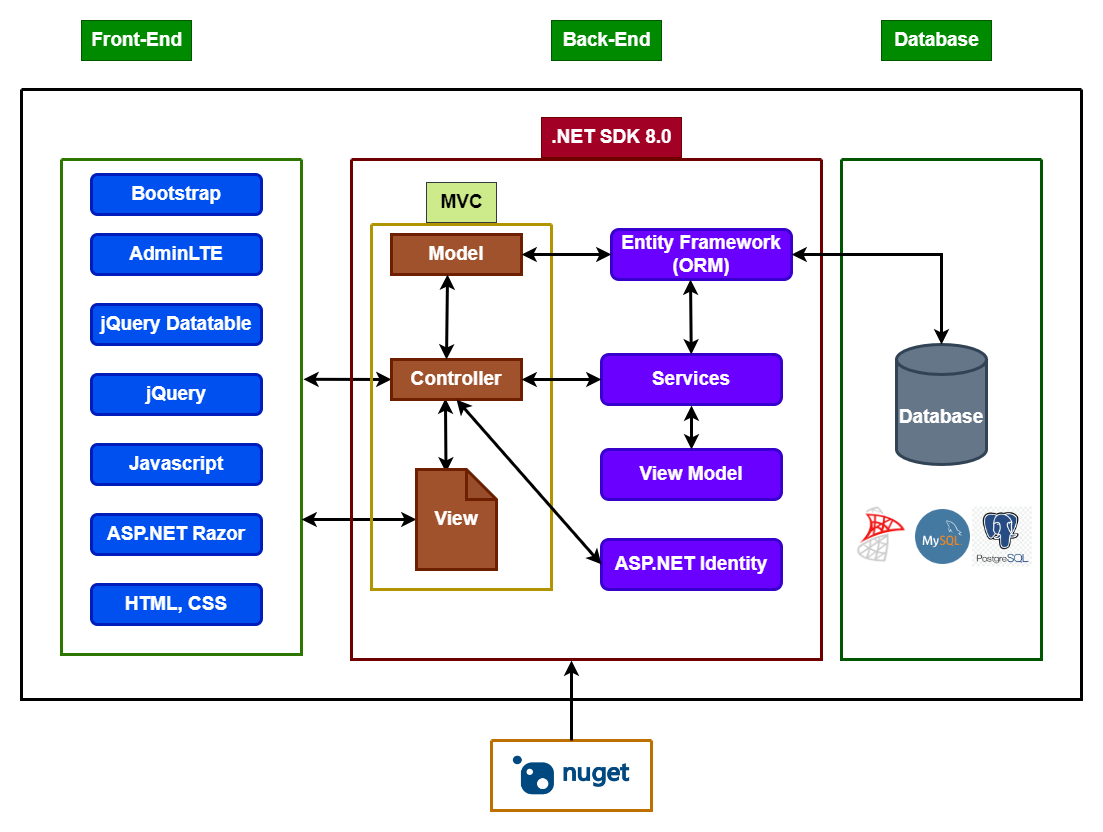 Front-End
Back-End
Database
.NET SDK 8.0
Bootstrap
AdminLTE
jQuery Datatable
jQuery
Javascript
ASP.NET Razor
HTML, CSS
MVC
Model
Controller
View
Entity Framework
(ORM)
Services
View Model
ASP.NET Identity
Database
MySQL
PostgreSQL
nuget